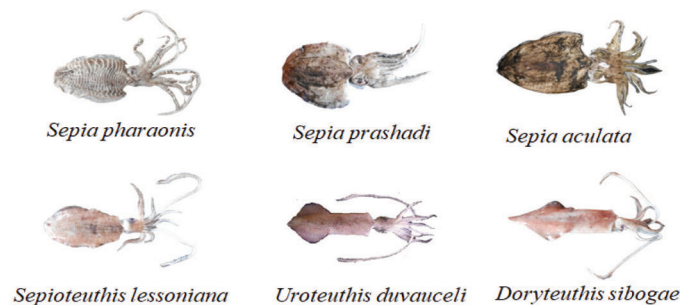 Sepia pharaonis
Sepia prashadi
Sepia aculata
Sepioteuthis lessoniana
Uroteuthis duvauceli
Doryteuthis sibogae